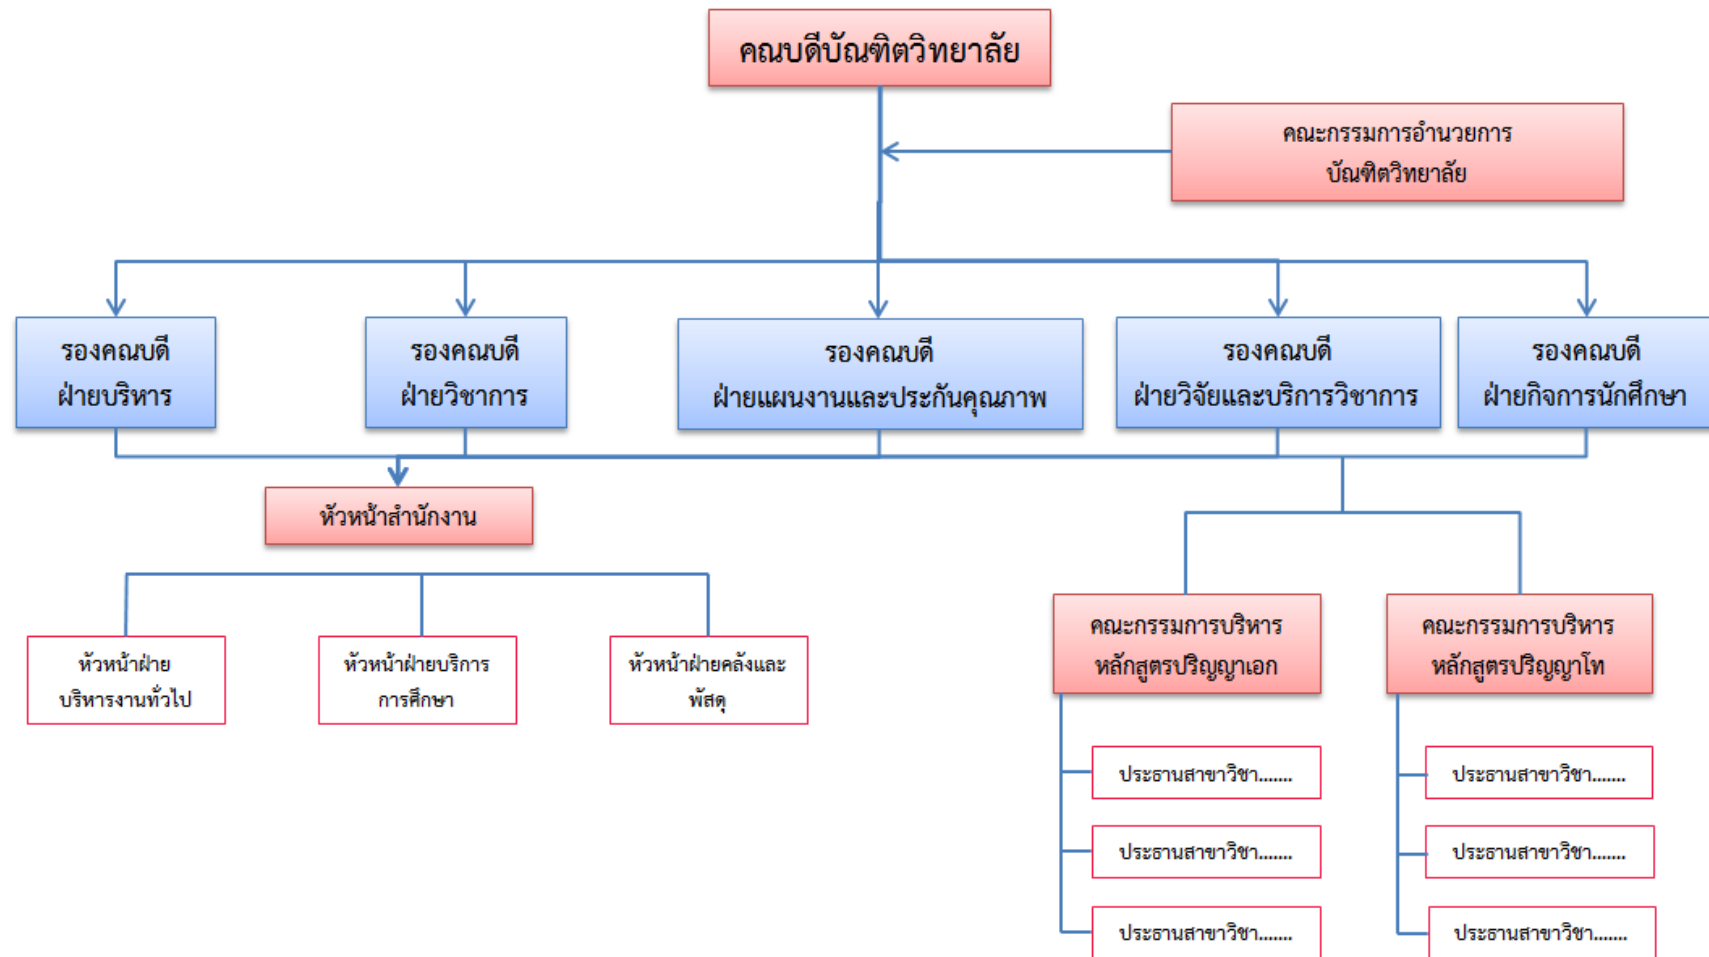 คณบดีบัณฑิตวิทยาลัย
คณะกรรมการอำนวยการ
บัณฑิตวิทยาลัย
รองคณบดี
ฝ่ายบริหาร
รองคณบดี
ฝ่ายวิชาการ
รองคณบดี
ฝ่ายแผนงานและประกันคุณภาพ
รองคณบดี
ฝ่ายวิจัยและบริการวิชาการ
รองคณบดี
ฝ่ายกิจการนักศึกษา
หัวหน้าสำนักงาน
หัวหน้าฝ่าย
บริหารงานทั่วไป
หัวหน้าฝ่ายบริการ
การศึกษา
หัวหน้าฝ่ายคลังและ
พัสดุ
คณะกรรมการบริหาร
หลักสูตรปริญญาเอก
คณะกรรมการบริหาร
หลักสูตรปริญญาโท
ประธานสาขาวิชา.......
ประธานสาขาวิชา.......
ประธานสาขาวิชา.......
ประธานสาขาวิชา.......
ประธานสาขาวิชา.......
ประธานสาขาวิชา.......